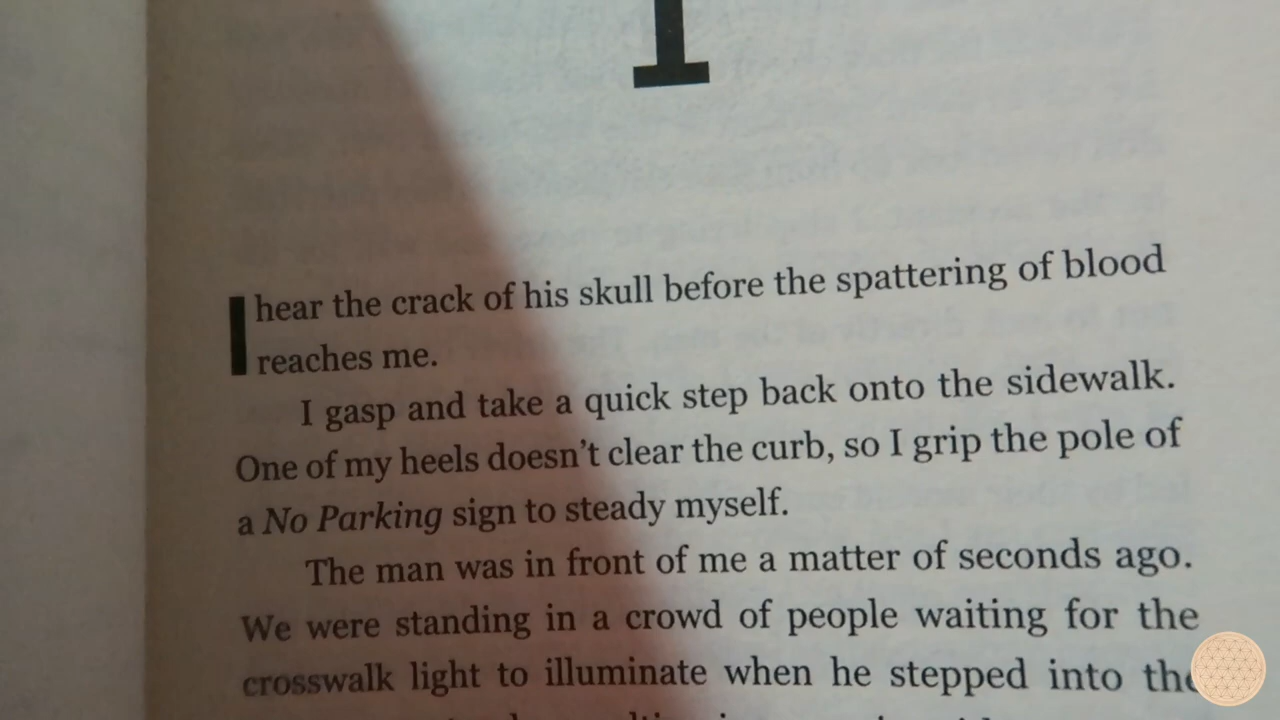 1
I hear the crack of his skull before the spattering of blood
reaches me.
I gasp and take a quick step back onto the sidewalk.
One of my heels doesn't clear the curb, so I grip the pole of
a No Parking sign to steady myself.
The man was in front of me a matter of seconds ago.
We were standing in a crowd of people waiting for the
crosswalk light to illuminate when he stepped into the